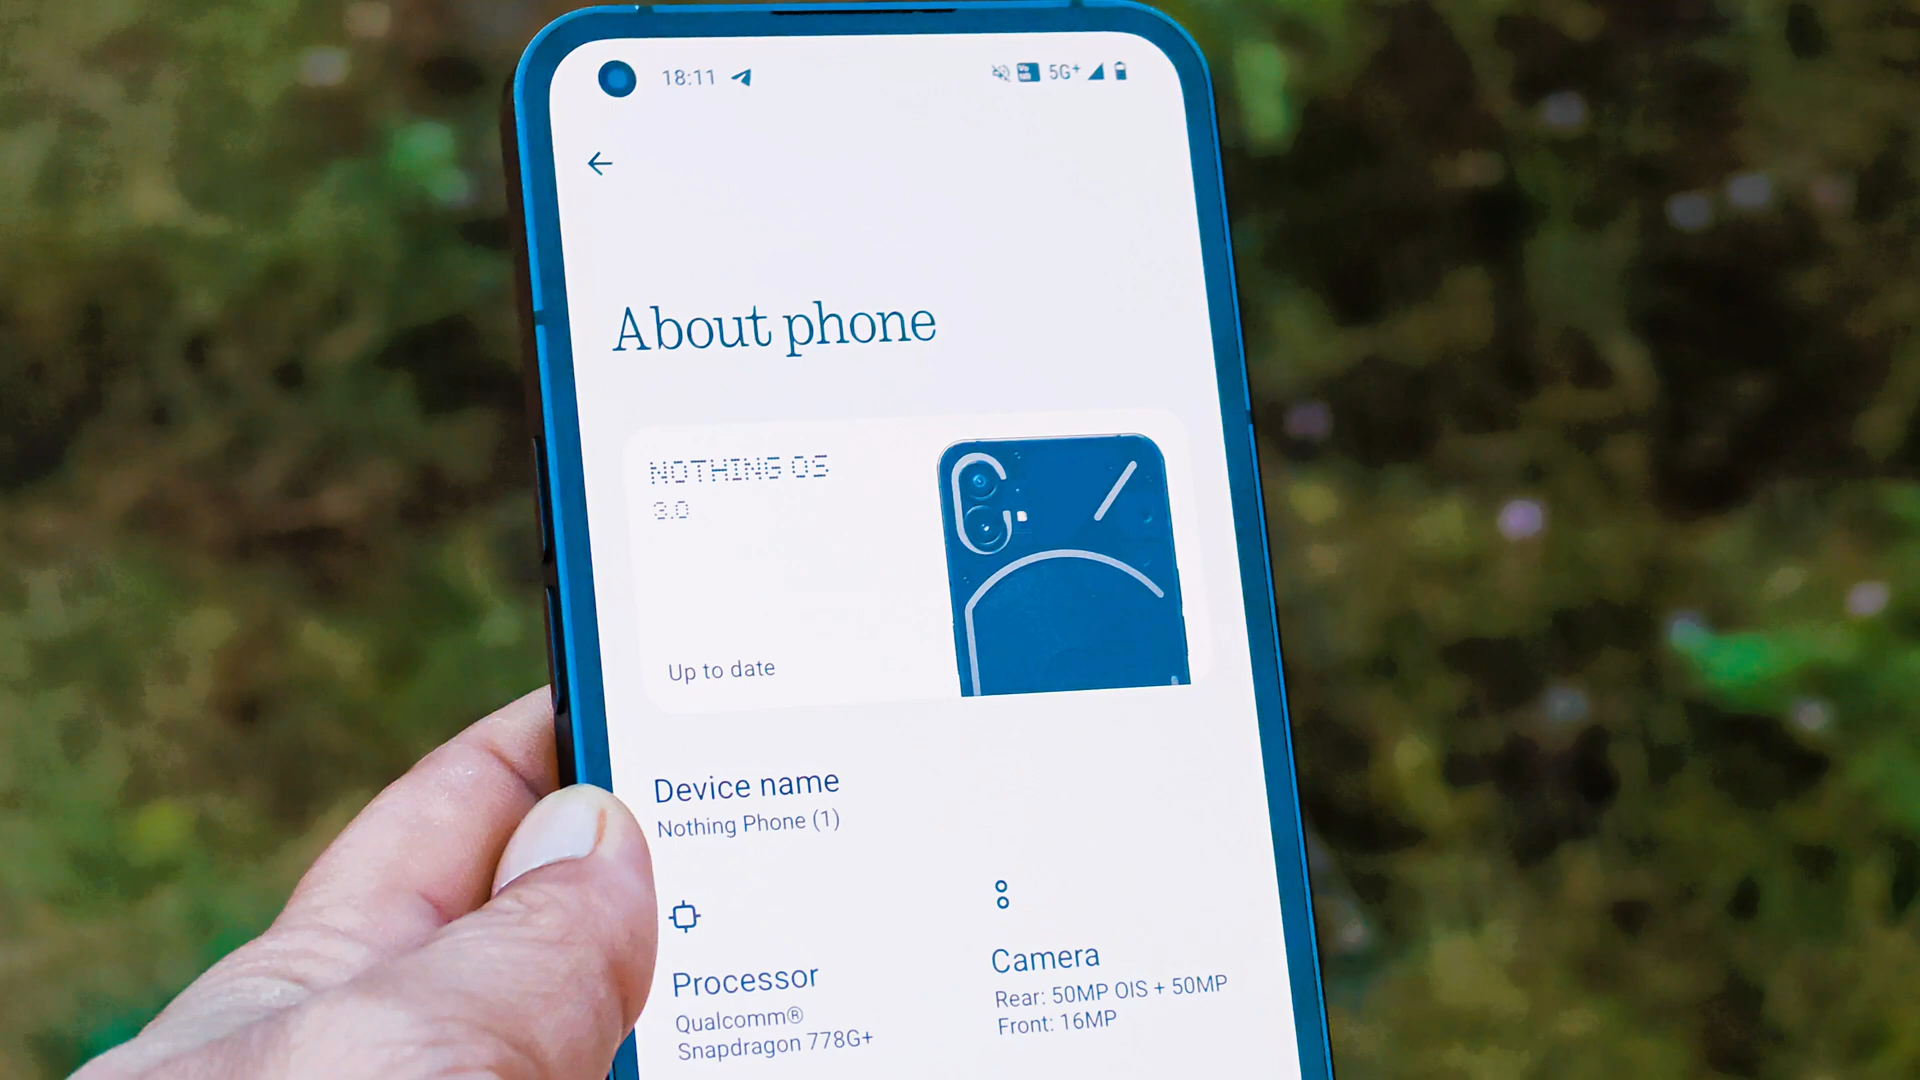 18:11
5G+
About phone
NOTHING OS
3.0
Up to date
Device name
Nothing Phone (1)
Processor
Qualcomm®
Snapdragon 778G+
Camera
Rear: 50MP OIS + 50MP
Front: 16MP